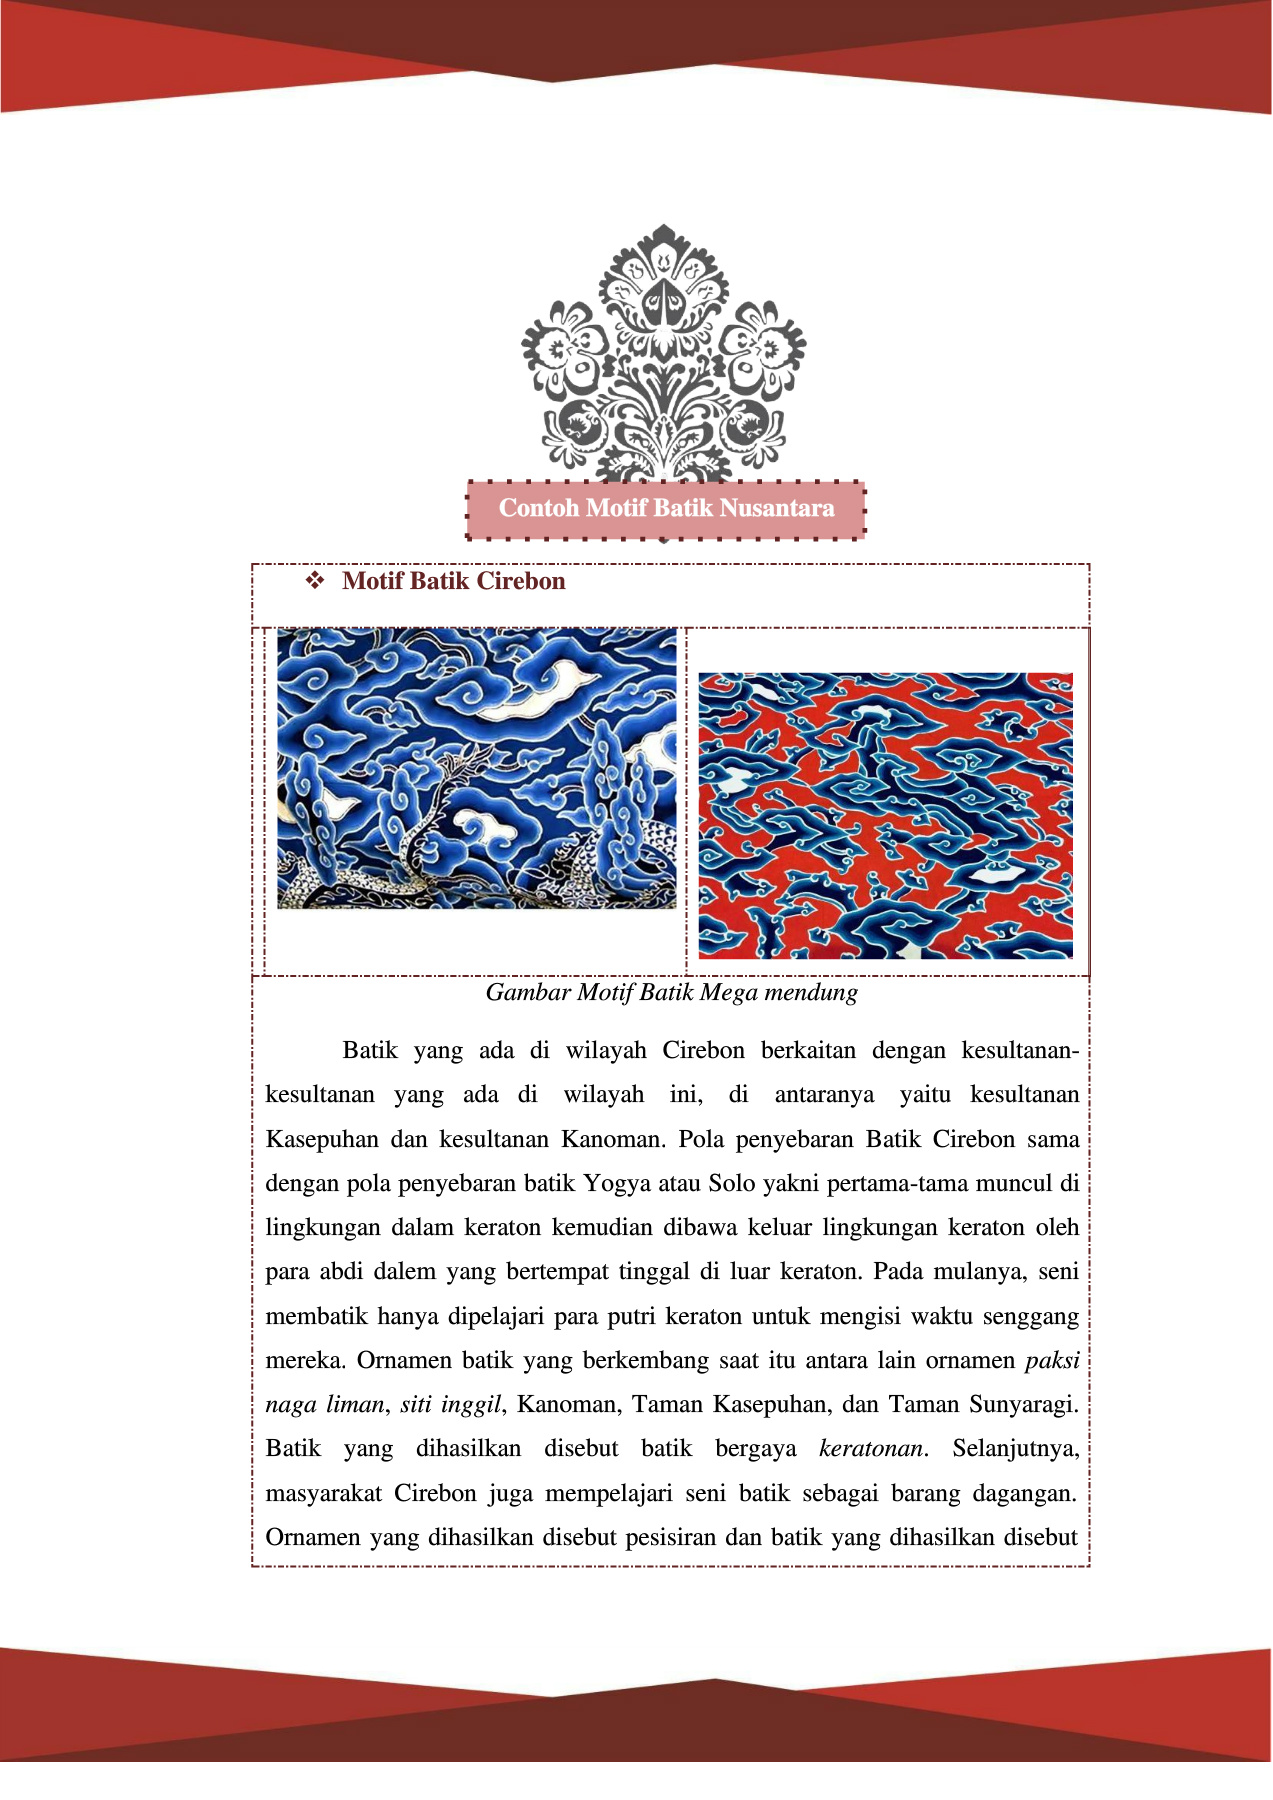 Contoh Motif Batik Nusantara
❖ Motif Batik Cirebon
Gambar Motif Batik Mega mendung
Batik yang ada di wilayah Cirebon berkaitan dengan kesultanan-
kesultanan yang ada di wilayah ini, di antaranya yaitu kesultanan
Kasepuhan dan kesultanan Kanoman. Pola penyebaran Batik Cirebon sama
dengan pola penyebaran batik Yogya atau Solo yakni pertama-tama muncul di
lingkungan dalam keraton kemudian dibawa keluar lingkungan keraton oleh
para abdi dalem yang bertempat tinggal di luar keraton. Pada mulanya, seni
membatik hanya dipelajari para putri keraton untuk mengisi waktu senggang
mereka. Ornamen batik yang berkembang saat itu antara lain ornamen paksi
naga liman, siti inggil, Kanoman, Taman Kasepuhan, dan Taman Sunyaragi.
Batik yang dihasilkan disebut batik bergaya keratonan. Selanjutnya,
masyarakat Cirebon juga mempelajari seni batik sebagai barang dagangan.
Ornamen yang dihasilkan disebut pesisiran dan batik yang dihasilkan disebut